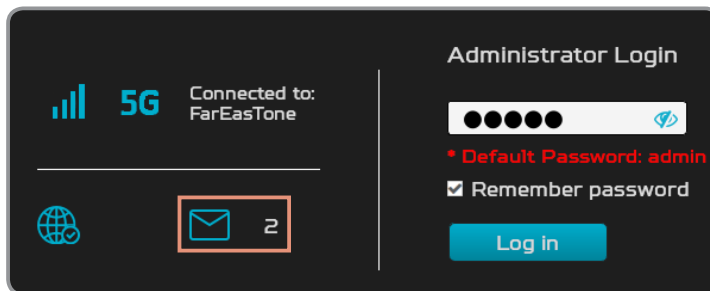 5G
Connected to:
FarEasTone
2
Administrator Login
●●●●●
* Default Password: admin
Remember password
Log in